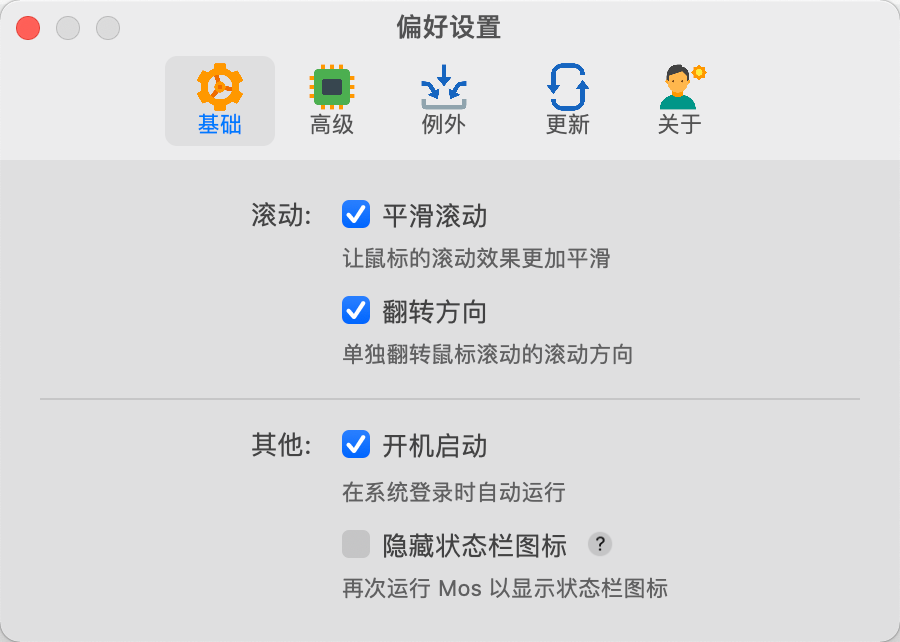 偏好设置
基础 高级 例外 更新 关于
滚动: 平滑滚动
让鼠标的滚动效果更加平滑
翻转方向
单独翻转鼠标滚动的滚动方向
其他: 开机启动
在系统登录时自动运行
隐藏状态栏图标 ?
再次运行 Mos 以显示状态栏图标